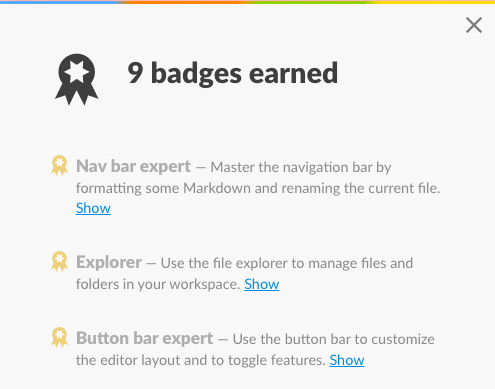 9 badges earned
Nav bar expert — Master the navigation bar by
formatting some Markdown and renaming the current file.
Show
Explorer — Use the file explorer to manage files and
folders in your workspace. Show
Button bar expert — Use the button bar to customize
the editor layout and to toggle features. Show